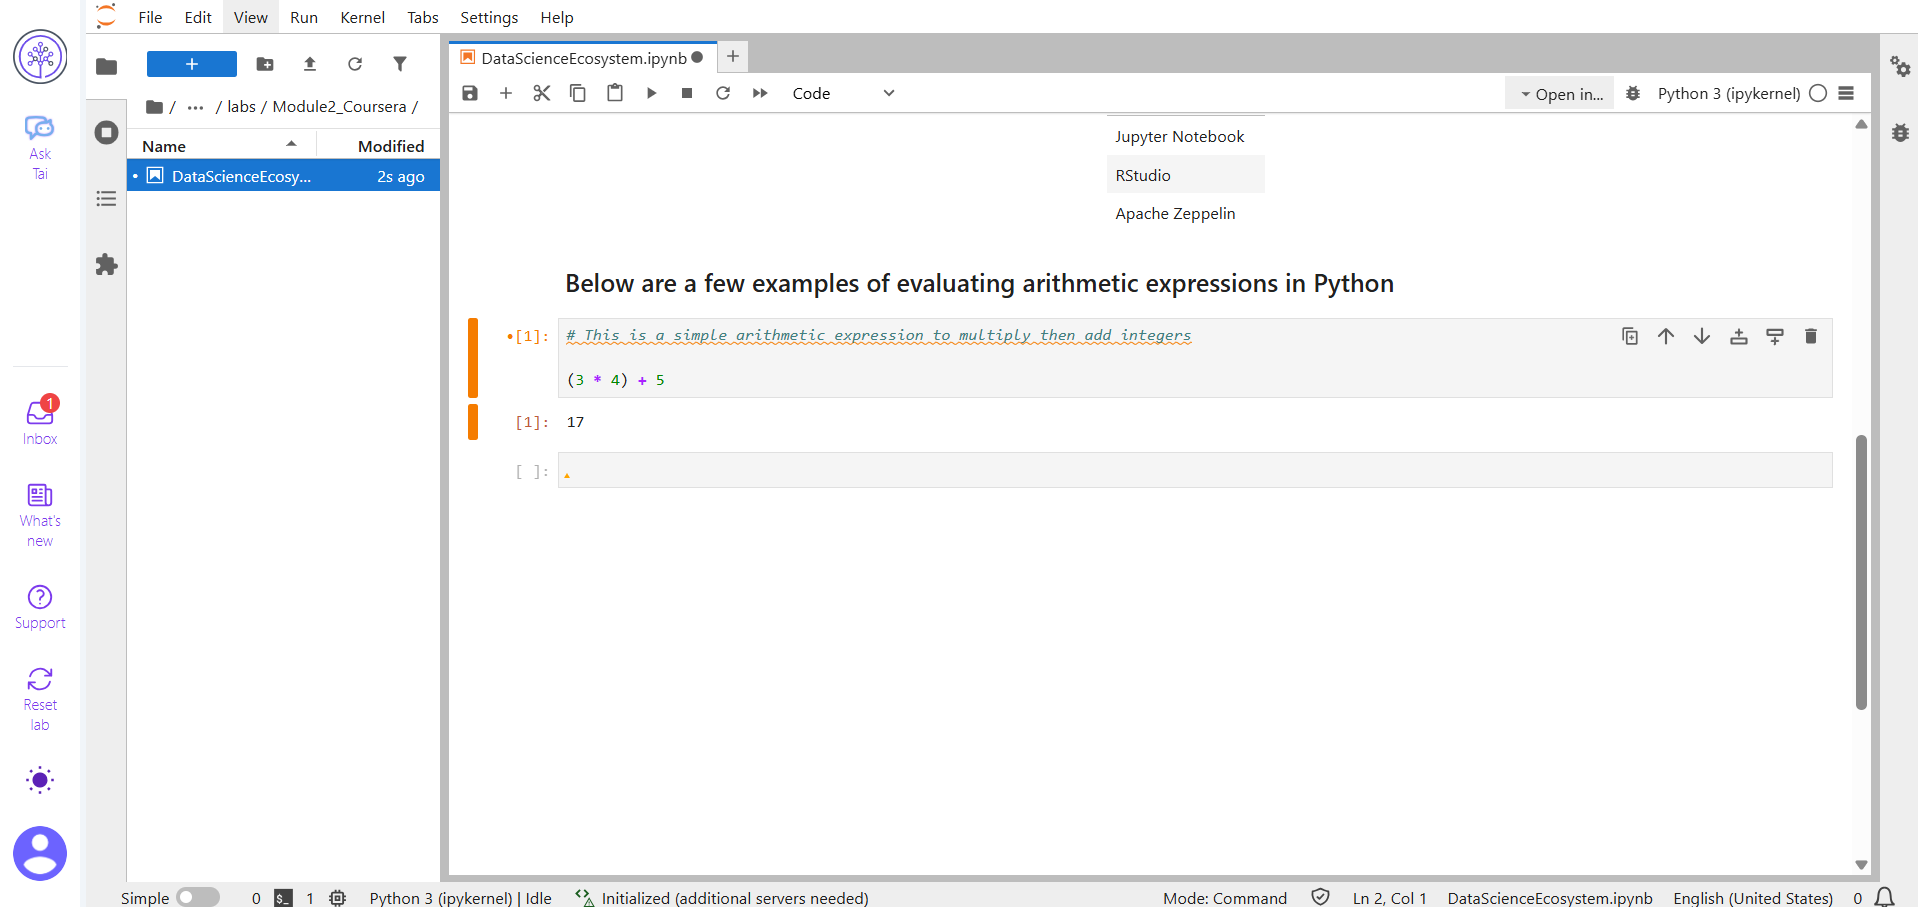 File Edit View Run Kernel Tabs Settings Help
DataScienceEcosystem.ipynb
Code
Open in...
Python 3 (ipykernel)
/ ··· / labs / Module2_Coursera /
Name Modified
DataScienceEcosy... 2s ago
Ask
Tai
Inbox
1
What's
new
Support
Reset
lab
Jupyter Notebook
RStudio
Apache Zeppelin
Below are a few examples of evaluating arithmetic expressions in Python
[1]: # This is a simple arithmetic expression to multiply then add integers
(3 * 4) + 5
[1]: 17
[ ]:
Simple 0 $_ 1 Python 3 (ipykernel) | Idle Initialized (additional servers needed) Mode: Command Ln 2, Col 1 DataScienceEcosystem.ipynb English (United States) 0